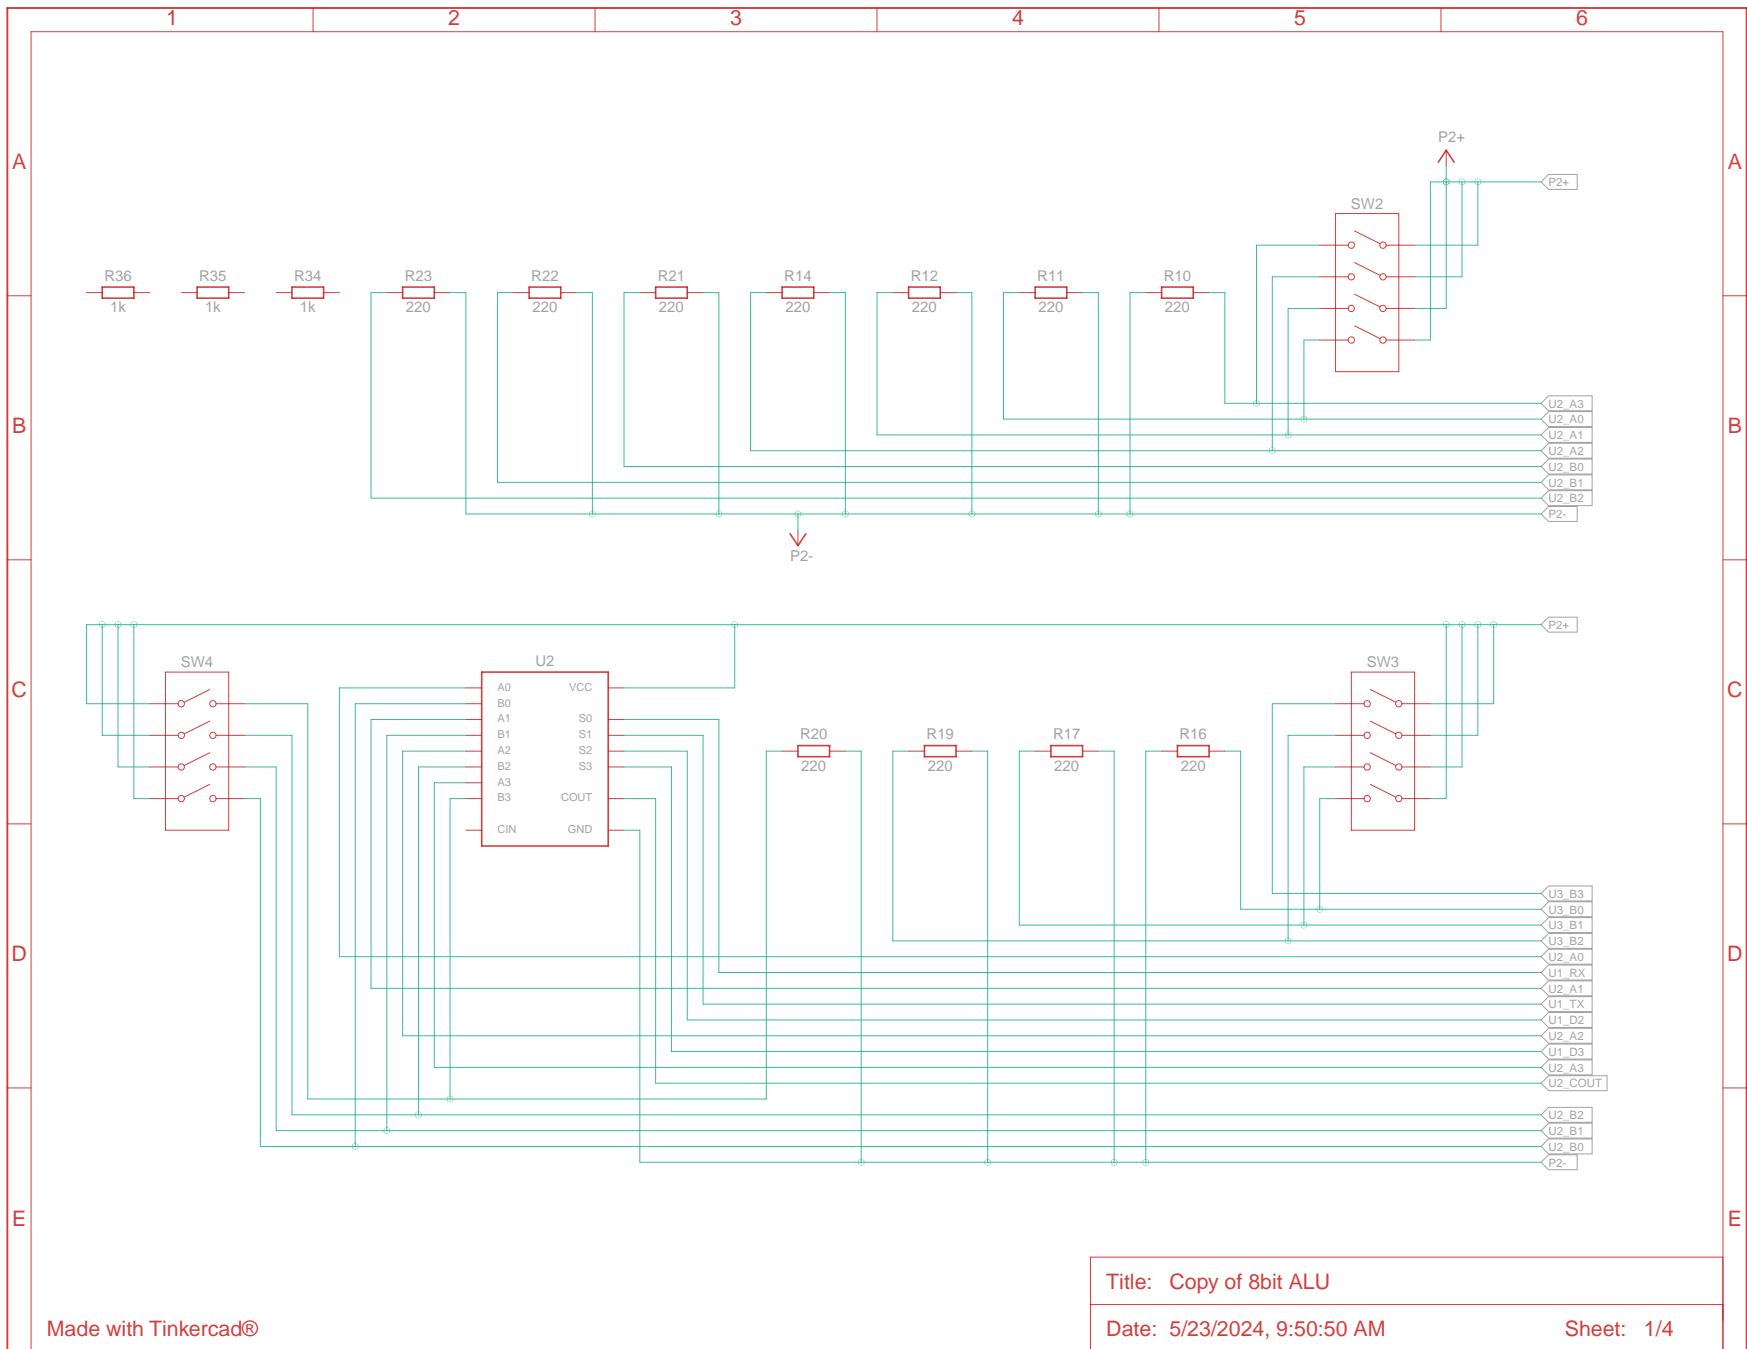 1 2 3 4 5 6
A A
P2+
P2+
SW2
R36 R35 R34 R23 R22 R21 R14 R12 R11 R10
1k 1k 1k 220 220 220 220 220 220 220
B B
U2_A3
U2_A0
U2_A1
U2_A2
U2_B0
U2_B1
U2_B2
P2-
P2-
P2+
C C
SW4 U2 SW3
A0 VCC
B0
A1 S0
B1 S1
A2 S2
B2 S3
A3
B3 COUT
CIN GND
R20 R19 R17 R16
220 220 220 220
D D
U3_B3
U3_B0
U3_B1
U3_B2
U2_A0
U1_RX
U2_A1
U1_TX
U1_D2
U2_A2
U1_D3
U2_A3
U2_COUT
U2_B2
U2_B1
U2_B0
P2-
E E
Title: Copy of 8bit ALU
Made with Tinkercad®
Date: 5/23/2024, 9:50:50 AM Sheet: 1/4